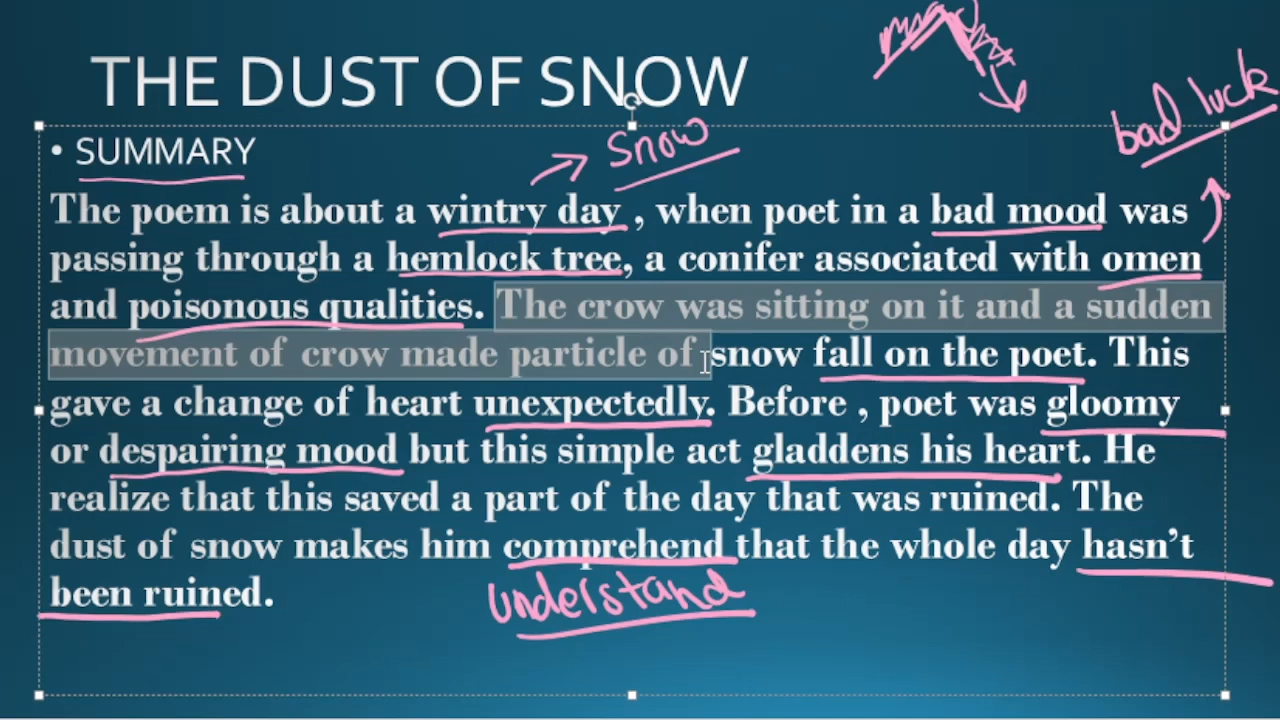 THE DUST OF SNOW
bad luck
• SUMMARY
snow
The poem is about a wintry day , when poet in a bad mood was
passing through a hemlock tree, a conifer associated with omen
and poisonous qualities. The crow was sitting on it and a sudden
movement of crow made particle of snow fall on the poet. This
gave a change of heart unexpectedly. Before , poet was gloomy
or despairing mood but this simple act gladdens his heart. He
realize that this saved a part of the day that was ruined. The
dust of snow makes him comprehend that the whole day hasn't
been ruined.
understand